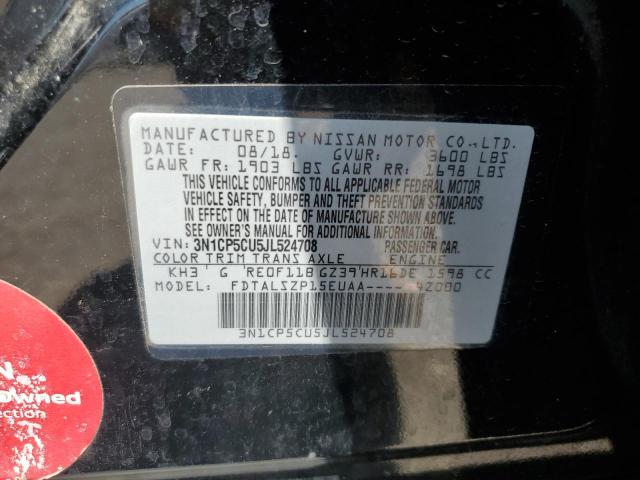 MANUFACTURED BY NISSAN MOTOR CO.,LTD.
DATE: 08/18. GVWR: 3600 LBS
GAWR FR: 1903 LBS GAWR RR: 1698 LBS
THIS VEHICLE CONFORMS TO ALL APPLICABLE FEDERAL MOTOR
VEHICLE SAFETY, BUMPER AND THEFT PREVENTION STANDARDS
IN EFFECT ON THE DATE OF MANUFACTURE SHOWN ABOVE.
SEE OWNER'S MANUAL FOR ADDITIONAL INFORMATION.
VIN: 3N1CP5CU5JL524708 PASSENGER CAR.
COLOR TRIM TRANS AXLE ENGINE
KH3 G RE0F11B GZ39 HR16DE 1598 CC
MODEL: FDTALSZP15EUAA---- 42000
3N1CP5CU5JL524708
N.
Owned
ection